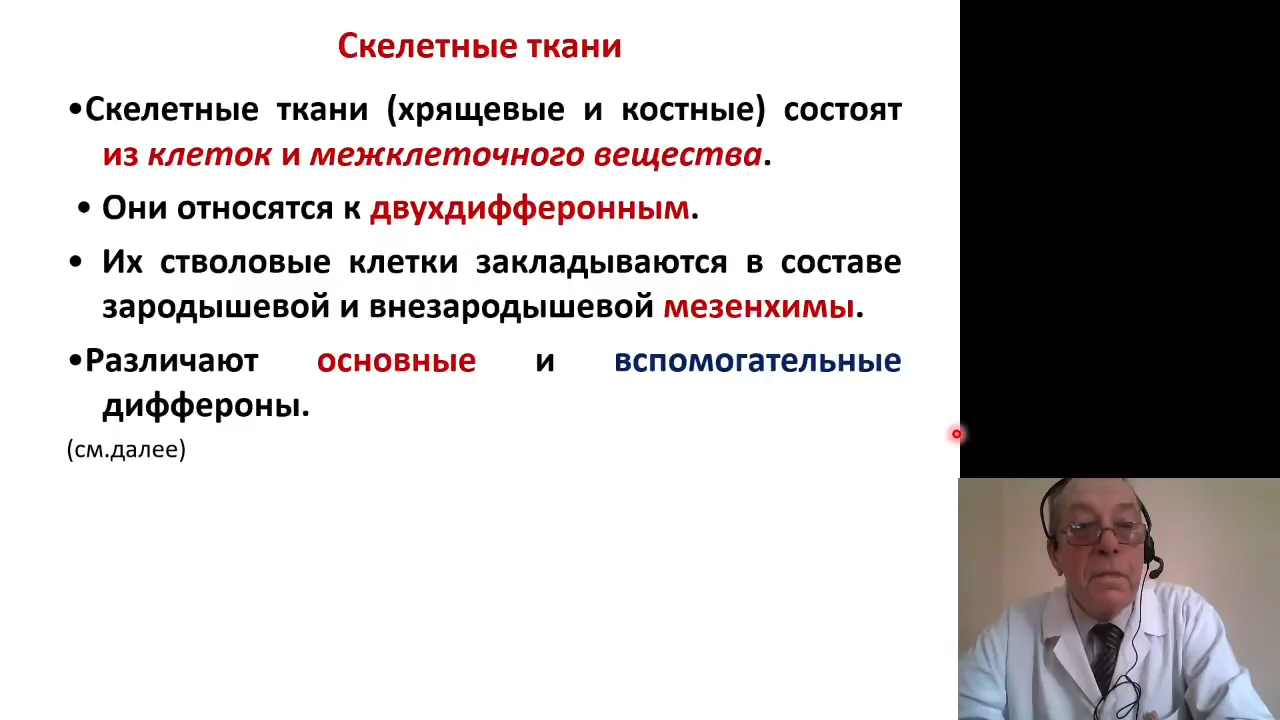 Скелетные ткани
•Скелетные ткани (хрящевые и костные) состоят
из клеток и межклеточного вещества.
• Они относятся к двухдифферонным.
• Их стволовые клетки закладываются в составе
зародышевой и внезародышевой мезенхимы.
•Различают основные и вспомогательные
диффероны.
(см.далее)